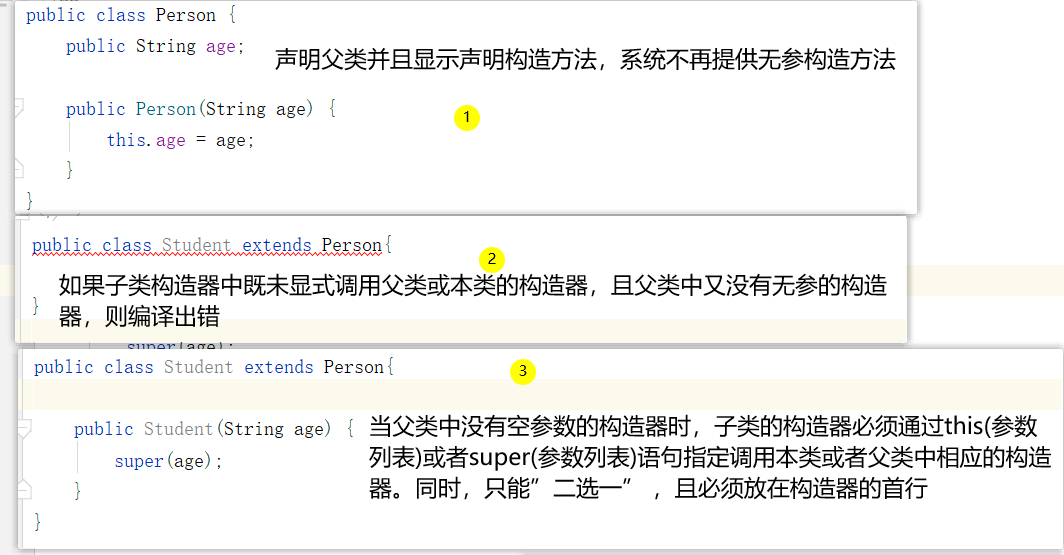 public class Person {
public String age;
声明父类并且显示声明构造方法，系统不再提供无参构造方法
public Person(String age) {
1
this.age = age;
}
}
public class Student extends Person{
2
如果子类构造器中既未显式调用父类或本类的构造器，且父类中又没有无参的构造
}
器，则编译出错
super(age);
public class Student extends Person{
3
public Student(String age) {
当父类中没有空参数的构造器时，子类的构造器必须通过this(参数
super(age);
列表)或者super(参数列表)语句指定调用本类或者父类中相应的构造
}
器。同时，只能”二选一”，且必须放在构造器的首行
}